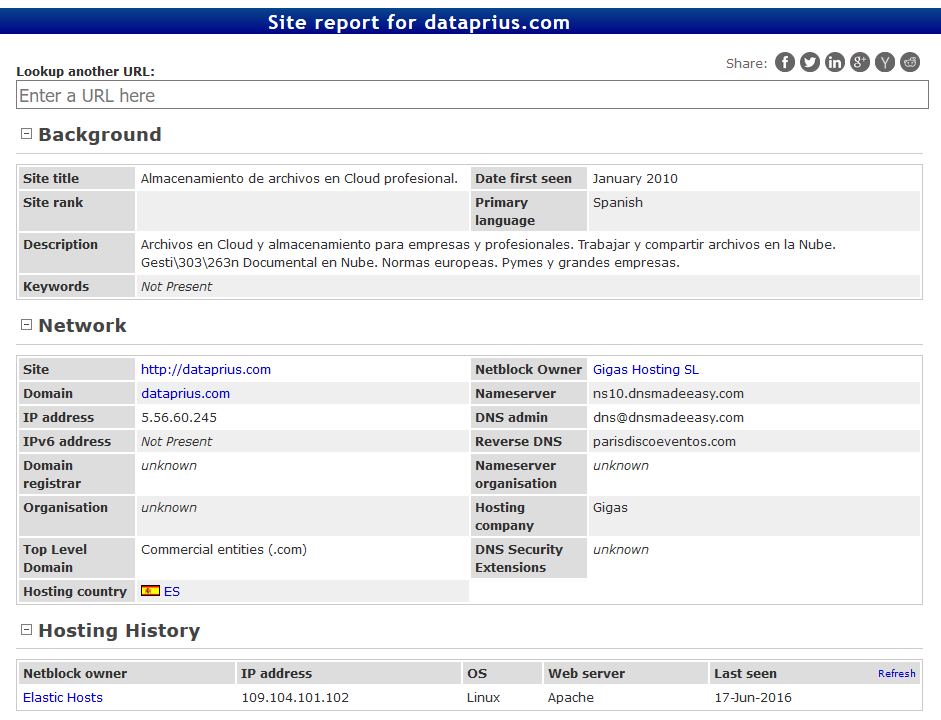 Site report for dataprius.com
Share:
Lookup another URL:
Enter a URL here
Background
Site title Almacenamiento de archivos en Cloud profesional. Date first seen January 2010
Site rank Primary language Spanish
Description Archivos en Cloud y almacenamiento para empresas y profesionales. Trabajar y compartir archivos en la Nube.
Gesti\303\263n Documental en Nube. Normas europeas. Pymes y grandes empresas.
Keywords Not Present
Network
Site http://dataprius.com Netblock Owner Gigas Hosting SL
Domain dataprius.com Nameserver ns10.dnsmadeeasy.com
IP address 5.56.60.245 DNS admin dns@dnsmadeeasy.com
IPv6 address Not Present Reverse DNS parisdiscoeventos.com
Domain registrar unknown Nameserver organisation unknown
Organisation unknown Hosting company Gigas
Top Level Domain Commercial entities (.com) DNS Security Extensions unknown
Hosting country ES
Hosting History
Netblock owner IP address OS Web server Last seen Refresh
Elastic Hosts 109.104.101.102 Linux Apache 17-Jun-2016